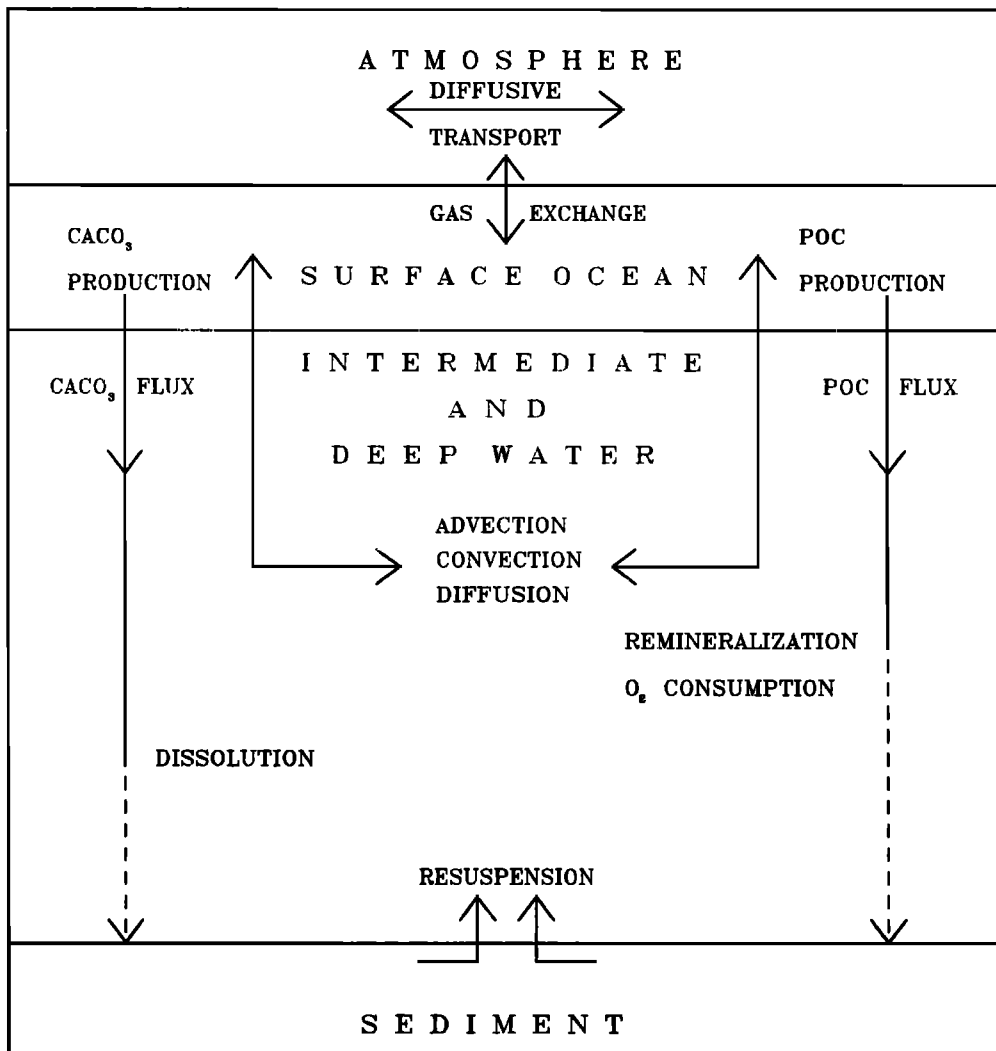 ATMOSPHERE
DIFFUSIVE
TRANSPORT
GAS EXCHANGE
CACO₃
PRODUCTION
POC
PRODUCTION
SURFACE OCEAN
INTERMEDIATE
AND
DEEP WATER
CACO₃ FLUX
POC FLUX
ADVECTION
CONVECTION
DIFFUSION
REMINERALIZATION
O₂ CONSUMPTION
DISSOLUTION
RESUSPENSION
SEDIMENT